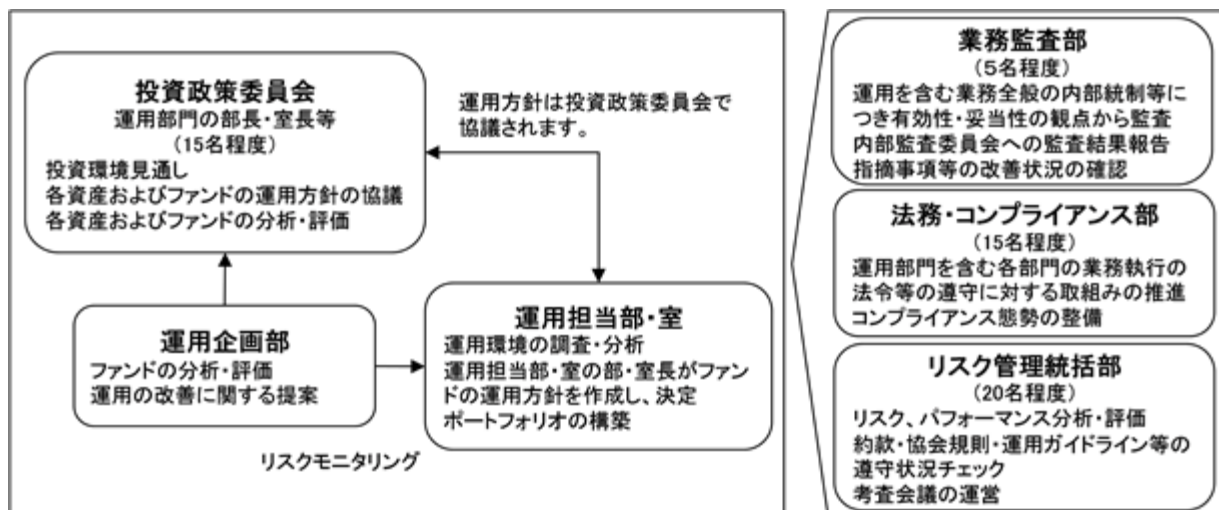 投資政策委員会
運用部門の部長・室長等
(15名程度)
投資環境見通し
各資産およびファンドの運用方針の協議
各資産およびファンドの分析・評価
運用方針は投資政策委員会で
協議されます。
運用企画部
ファンドの分析・評価
運用の改善に関する提案
運用担当部・室
運用環境の調査・分析
運用担当部・室の部・室長がファン
ドの運用方針を作成し、決定
ポートフォリオの構築
リスクモニタリング
業務監査部
(5名程度)
運用を含む業務全般の内部統制等に
つき有効性・妥当性の観点から監査
内部監査委員会への監査結果報告
指摘事項等の改善状況の確認
法務・コンプライアンス部
(15名程度)
運用部門を含む各部門の業務執行の
法令等の遵守に対する取組みの推進
コンプライアンス態勢の整備
リスク管理統括部
(20名程度)
リスク、パフォーマンス分析・評価
約款・協会規則・運用ガイドライン等の
遵守状況チェック
考査会議の運営